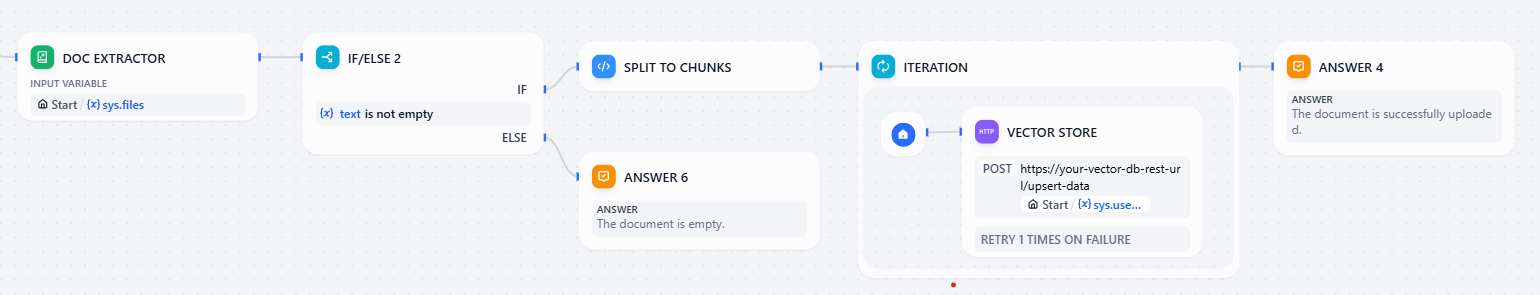 DOC EXTRACTOR
INPUT VARIABLE
Start / {x} sys.files
IF/ELSE 2
IF
{x} text is not empty
ELSE
SPLIT TO CHUNKS
ANSWER 6
ANSWER
The document is empty.
ITERATION
HTTP VECTOR STORE
POST https://your-vector-db-rest-ur
l/upsert-data
Start / {x} sys.use...
RETRY 1 TIMES ON FAILURE
ANSWER 4
ANSWER
The document is successfully uploade
d.